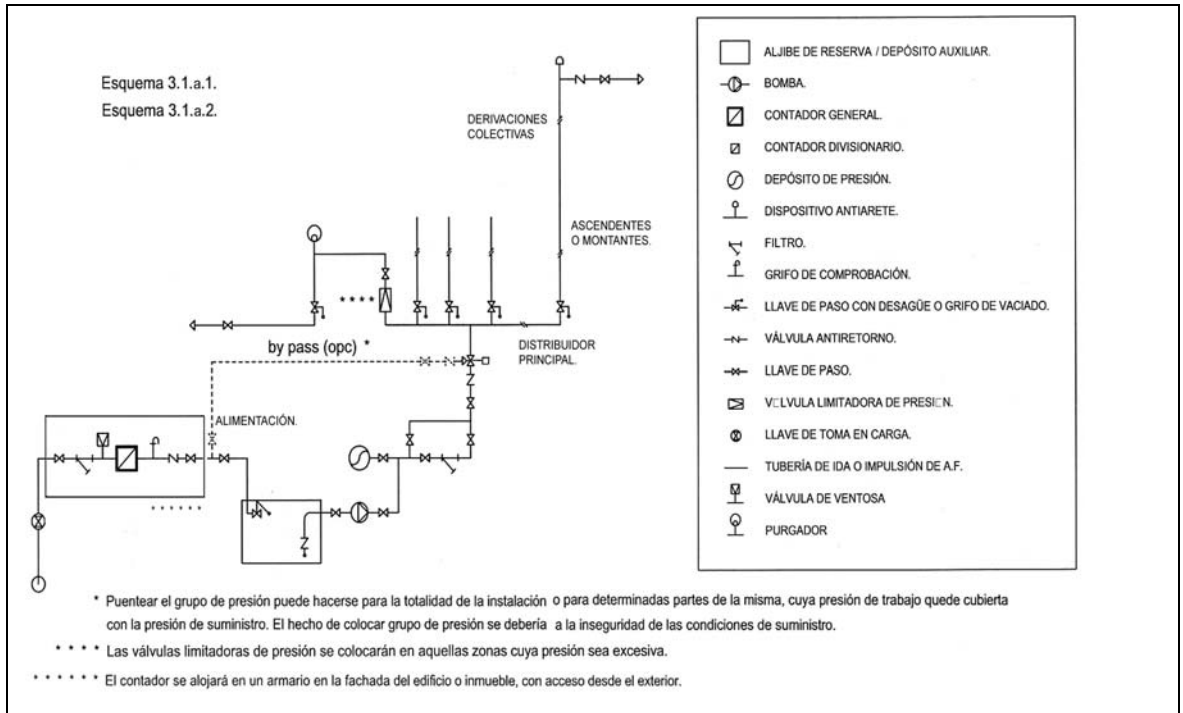 Esquema 3.1.a.1.
Esquema 3.1.a.2.
DERIVACIONES
COLECTIVAS
ASCENDENTES
O MONTANTES.
* * * *
by pass (opc) *
DISTRIBUIDOR
PRINCIPAL.
ALIMENTACIÓN.
* * * * * *
ALJIBE DE RESERVA / DEPÓSITO AUXILIAR.
BOMBA.
CONTADOR GENERAL.
CONTADOR DIVISIONARIO.
DEPÓSITO DE PRESIÓN.
DISPOSITIVO ANTIARETE.
FILTRO.
GRIFO DE COMPROBACIÓN.
LLAVE DE PASO CON DESAGÜE O GRIFO DE VACIADO.
VÁLVULA ANTIRETORNO.
LLAVE DE PASO.
V□LVULA LIMITADORA DE PRESI□N.
LLAVE DE TOMA EN CARGA.
TUBERÍA DE IDA O IMPULSIÓN DE A.F.
VÁLVULA DE VENTOSA
PURGADOR
* Puentear el grupo de presión puede hacerse para la totalidad de la instalación o para determinadas partes de la misma, cuya presión de trabajo quede cubierta
con la presión de suministro. El hecho de colocar grupo de presión se debería a la inseguridad de las condiciones de suministro.
* * * * Las válvulas limitadoras de presión se colocarán en aquellas zonas cuya presión sea excesiva.
* * * * * * El contador se alojará en un armario en la fachada del edificio o inmueble, con acceso desde el exterior.